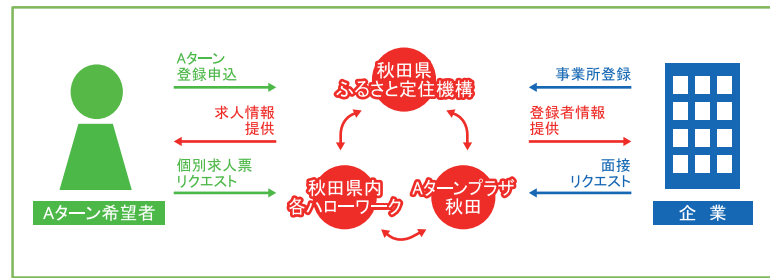 Aターン
登録申込
求人情報
提供
個別求人票
リクエスト
Aターン希望者
秋田県
ふるさと定住機構
秋田県内
各ハローワーク
Aターンプラザ
秋田
事業所登録
登録者情報
提供
面接
リクエスト
企業